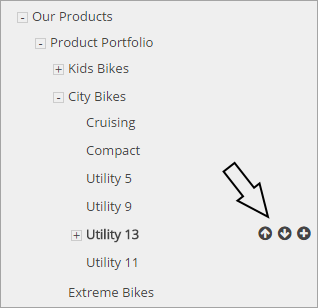 Our Products
Product Portfolio
Kids Bikes
City Bikes
Cruising
Compact
Utility 5
Utility 9
Utility 13
Utility 11
Extreme Bikes